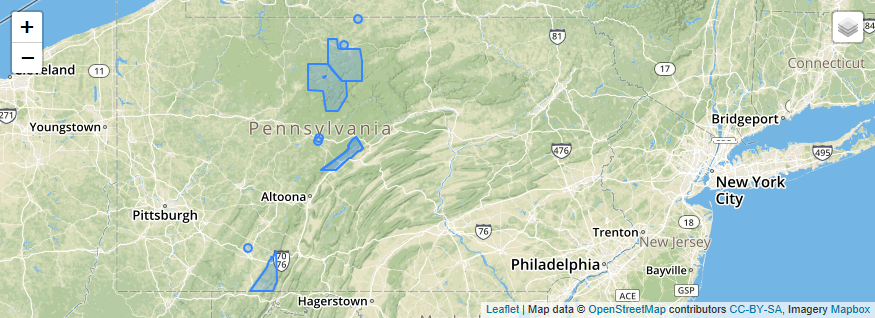 +
−
Cleveland
11
271
Youngstown
Pennsylvania
Altoona
Pittsburgh
70
76
Hagerstown
81
17
84
Connecticut
Bridgeport
476
495
New York
City
18
76
Trenton
New Jersey
Philadelphia
Bayville
ACE
GSP
Leaflet | Map data © OpenStreetMap contributors CC-BY-SA, Imagery Mapbox